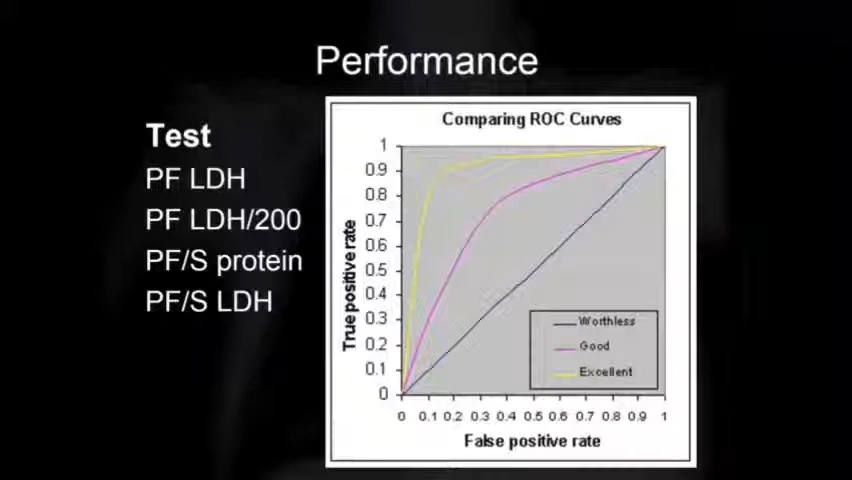 Performance
Test
PF LDH
PF LDH/200
PF/S protein
PF/S LDH
Comparing ROC Curves
True positive rate
1
0.9
0.8
0.7
0.6
0.5
0.4
0.3
0.2
0.1
0
0 0.1 0.2 0.3 0.4 0.5 0.6 0.7 0.8 0.9 1
False positive rate
Worthless
Good
Excellent